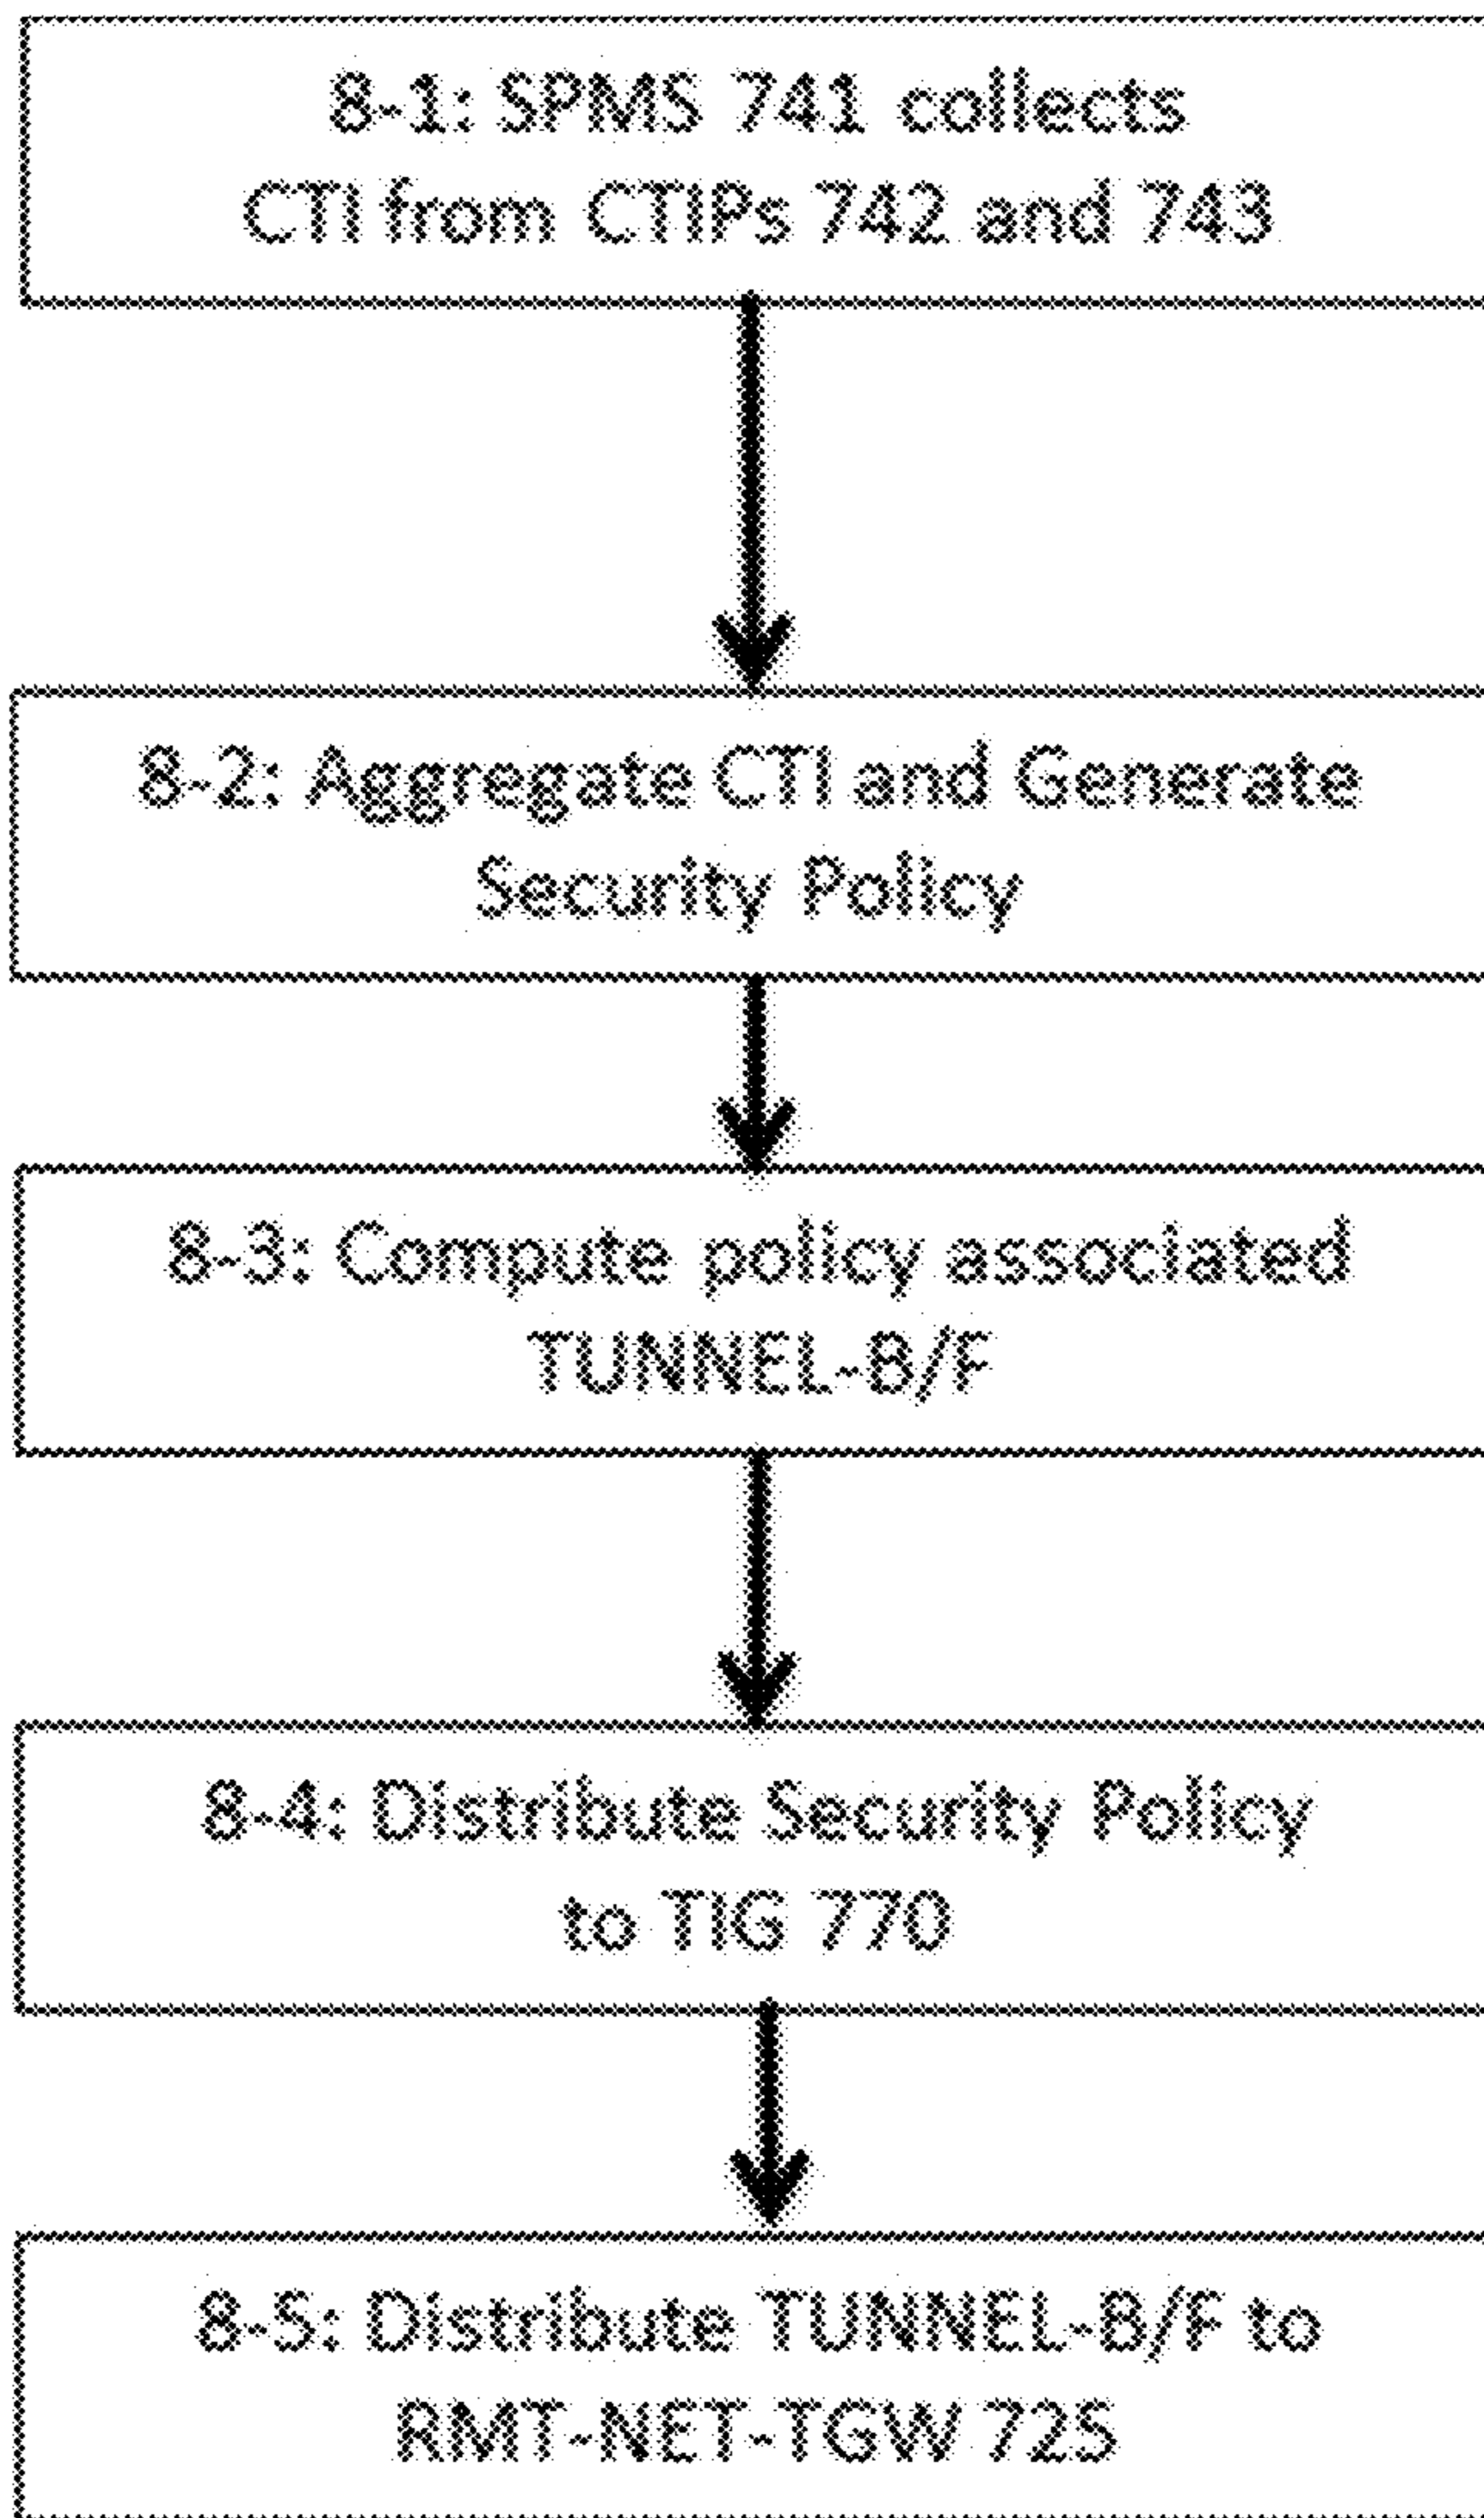 8-1: SPMS 741 collects
CTI from CTIPs 742 and 743
8-2: Aggregate CTI and Generate
Security Policy
8-3: Compute policy associated
TUNNEL-B/F
8-4: Distribute Security Policy
to TIG 770
8-5: Distribute TUNNEL-B/F to
RMT-NET-TGW 725